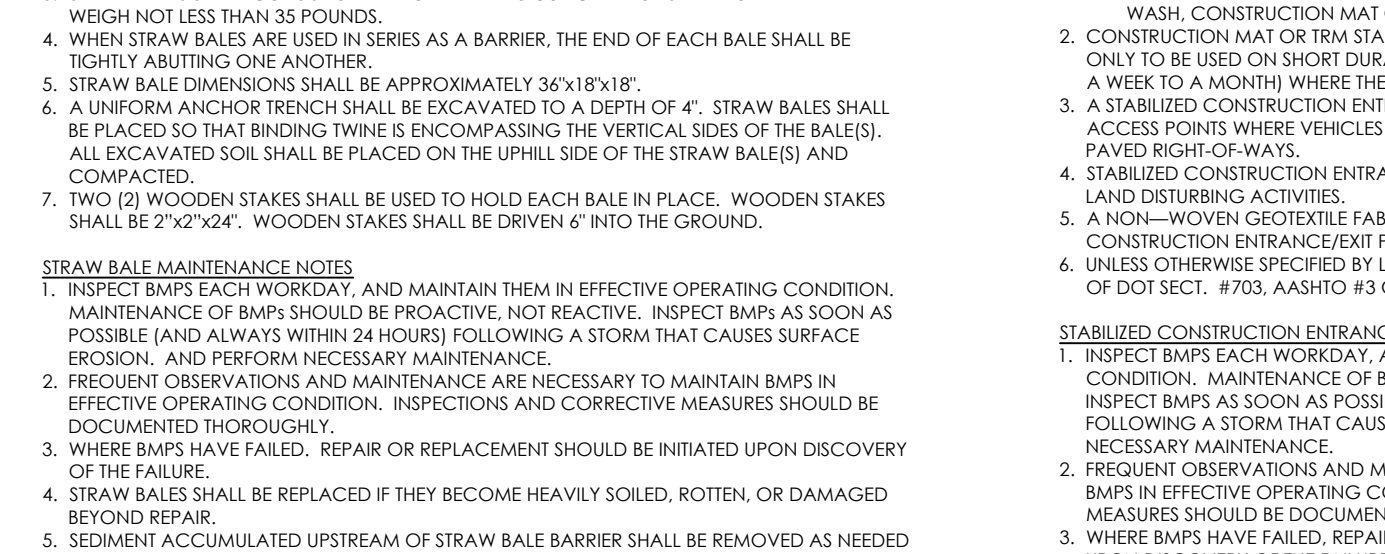 WEIGH NOT LESS THAN 35 POUNDS.
4. WHEN STRAW BALES ARE USED IN SERIES AS A BARRIER, THE END OF EACH BALE SHALL BE
TIGHTLY ABUTTING ONE ANOTHER.
5. STRAW BALE DIMENSIONS SHALL BE APPROXIMATELY 36"x18"x18".
6. A UNIFORM ANCHOR TRENCH SHALL BE EXCAVATED TO A DEPTH OF 4". STRAW BALES SHALL
BE PLACED SO THAT BINDING TWINE IS ENCOMPASSING THE VERTICAL SIDES OF THE BALE(S).
ALL EXCAVATED SOIL SHALL BE PLACED ON THE UPHILL SIDE OF THE STRAW BALE(S) AND
COMPACTED.
7. TWO (2) WOODEN STAKES SHALL BE USED TO HOLD EACH BALE IN PLACE. WOODEN STAKES
SHALL BE 2"x2"x24". WOODEN STAKES SHALL BE DRIVEN 6" INTO THE GROUND.
STRAW BALE MAINTENANCE NOTES
1. INSPECT BMPS EACH WORKDAY, AND MAINTAIN THEM IN EFFECTIVE OPERATING CONDITION.
MAINTENANCE OF BMPs SHOULD BE PROACTIVE, NOT REACTIVE. INSPECT BMPs AS SOON AS
POSSIBLE (AND ALWAYS WITHIN 24 HOURS) FOLLOWING A STORM THAT CAUSES SURFACE
EROSION. AND PERFORM NECESSARY MAINTENANCE.
2. FREOUENT OBSERVATIONS AND MAINTENANCE ARE NECESSARY TO MAINTAIN BMPS IN
EFFECTIVE OPERATING CONDITION. INSPECTIONS AND CORRECTIVE MEASURES SHOULD BE
DOCUMENTED THOROUGHLY.
3. WHERE BMPS HAVE FAILED. REPAIR OR REPLACEMENT SHOULD BE INITIATED UPON DISCOVERY
OF THE FAILURE.
4. STRAW BALES SHALL BE REPLACED IF THEY BECOME HEAVILY SOILED, ROTTEN, OR DAMAGED
BEYOND REPAIR.
5. SEDIMENT ACCUMULATED UPSTREAM OF STRAW BALE BARRIER SHALL BE REMOVED AS NEEDED
WASH, CONSTRUCTION MAT
2. CONSTRUCTION MAT OR TRM STA
ONLY TO BE USED ON SHORT DURA
A WEEK TO A MONTH) WHERE THE
3. A STABILIZED CONSTRUCTION ENT
ACCESS POINTS WHERE VEHICLES
PAVED RIGHT-OF-WAYS.
4. STABILIZED CONSTRUCTION ENTRA
LAND DISTURBING ACTIVITIES.
5. A NON—WOVEN GEOTEXTILE FAB
CONSTRUCTION ENTRANCE/EXIT
6. UNLESS OTHERWISE SPECIFIED BY L
OF DOT SECT. #703, AASHTO #3
STABILIZED CONSTRUCTION ENTRANC
1. INSPECT BMPS EACH WORKDAY, A
CONDITION. MAINTENANCE OF B
INSPECT BMPS AS SOON AS POSSI
FOLLOWING A STORM THAT CAUS
NECESSARY MAINTENANCE.
2. FREQUENT OBSERVATIONS AND M
BMPS IN EFFECTIVE OPERATING CO
MEASURES SHOULD BE DOCUMEN
3. WHERE BMPS HAVE FAILED, REPAI